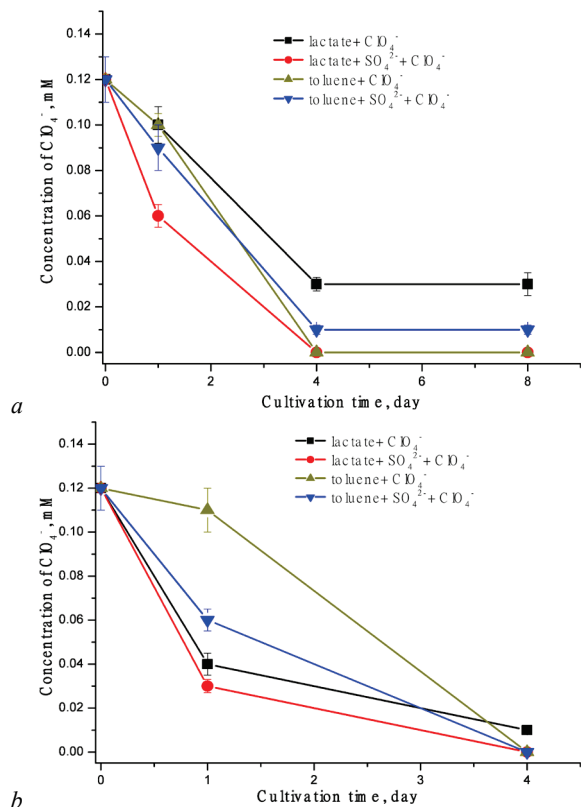 lactate+ ClO₄⁻
lactate+ SO₄²⁻+ ClO₄⁻
toluene+ ClO₄⁻
toluene+ SO₄²⁻+ ClO₄⁻
Concentration of ClO₄⁻, mM
0.14
0.12
0.10
0.08
0.06
0.04
0.02
0.00
0 2 4 6 8
Cultivation time, day
a
lactate+ ClO₄⁻
lactate+ SO₄²⁻+ ClO₄⁻
toluene+ ClO₄⁻
toluene+ SO₄²⁻+ ClO₄⁻
Concentration of ClO₄⁻, mM
0.14
0.12
0.10
0.08
0.06
0.04
0.02
0.00
0 1 2 3 4
Cultivation time, day
b